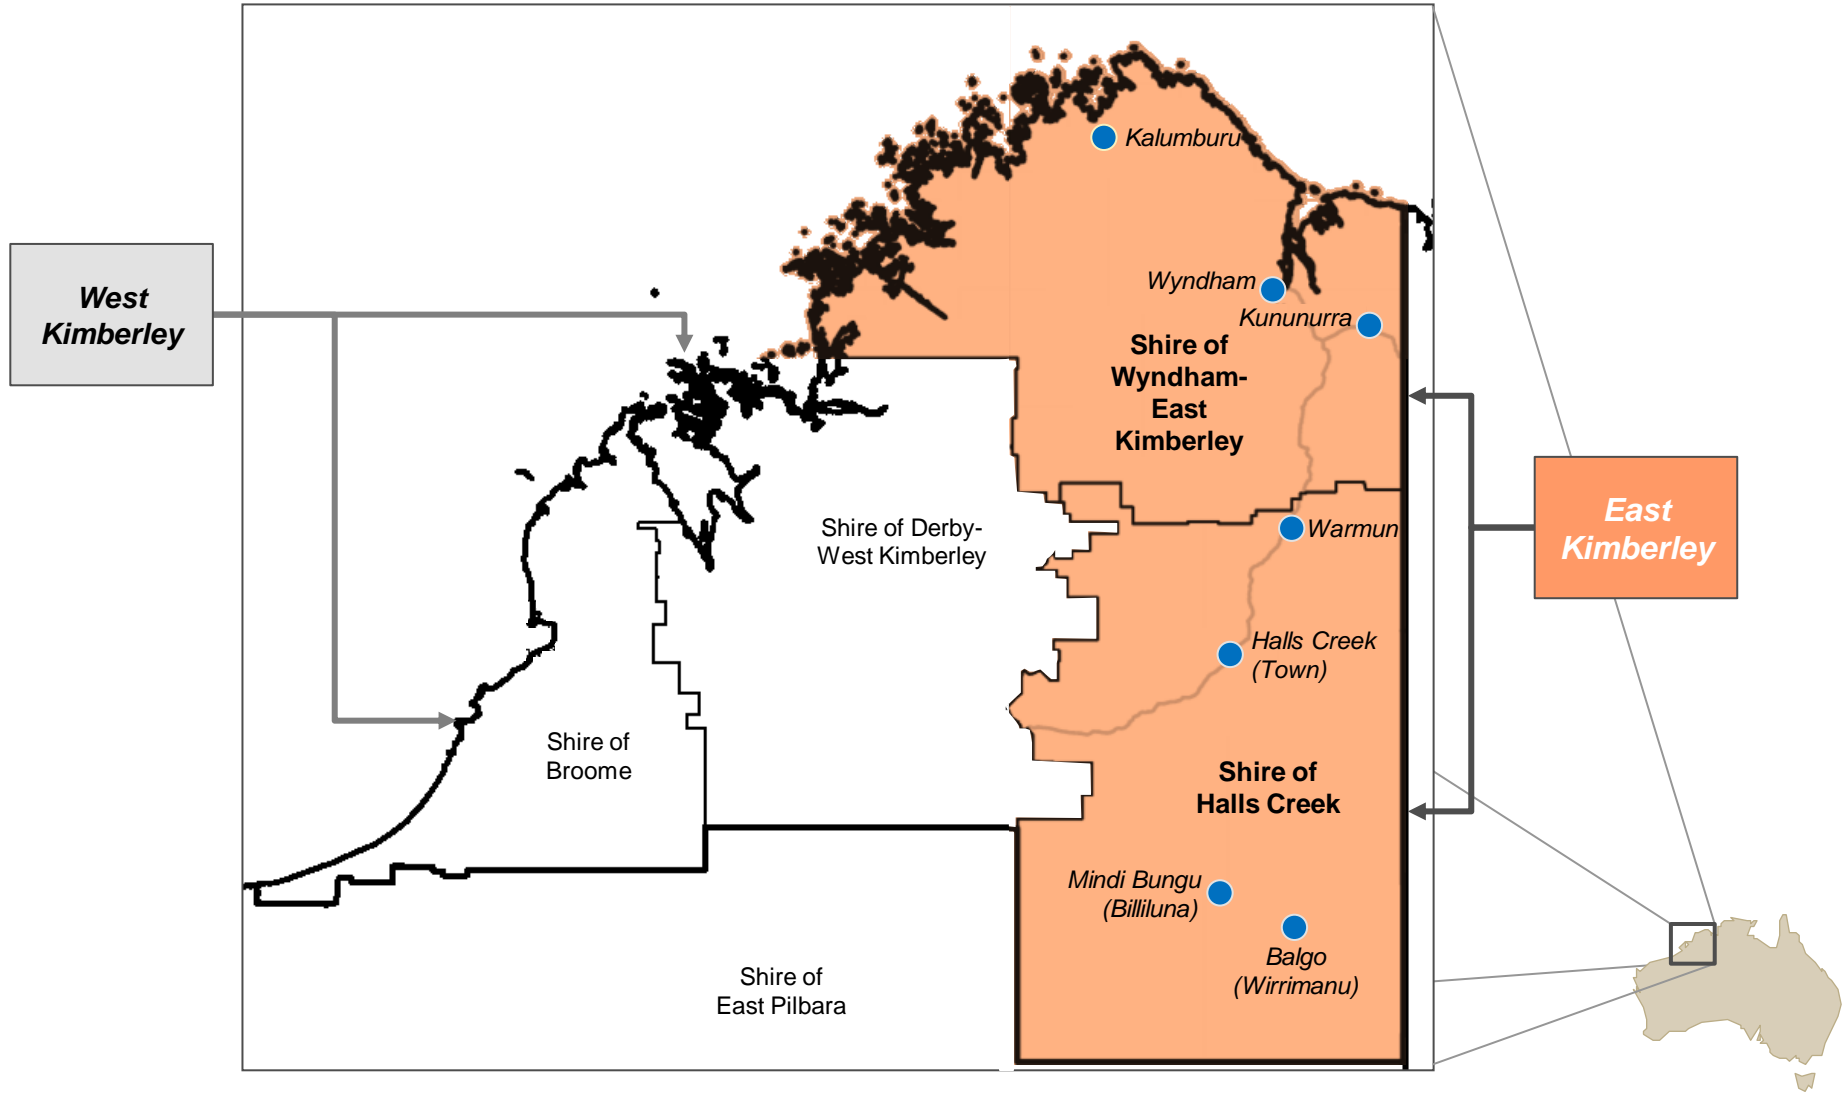 Kalumburu
West
Kimberley
Wyndham
Kununurra
Shire of
Wyndham-
East
Kimberley
East
Kimberley
Shire of Derby-
West Kimberley
Warmun
Halls Creek
(Town)
Shire of
Broome
Shire of
Halls Creek
Mindi Bungu
(Billiluna)
Balgo
(Wirrimanu)
Shire of
East Pilbara